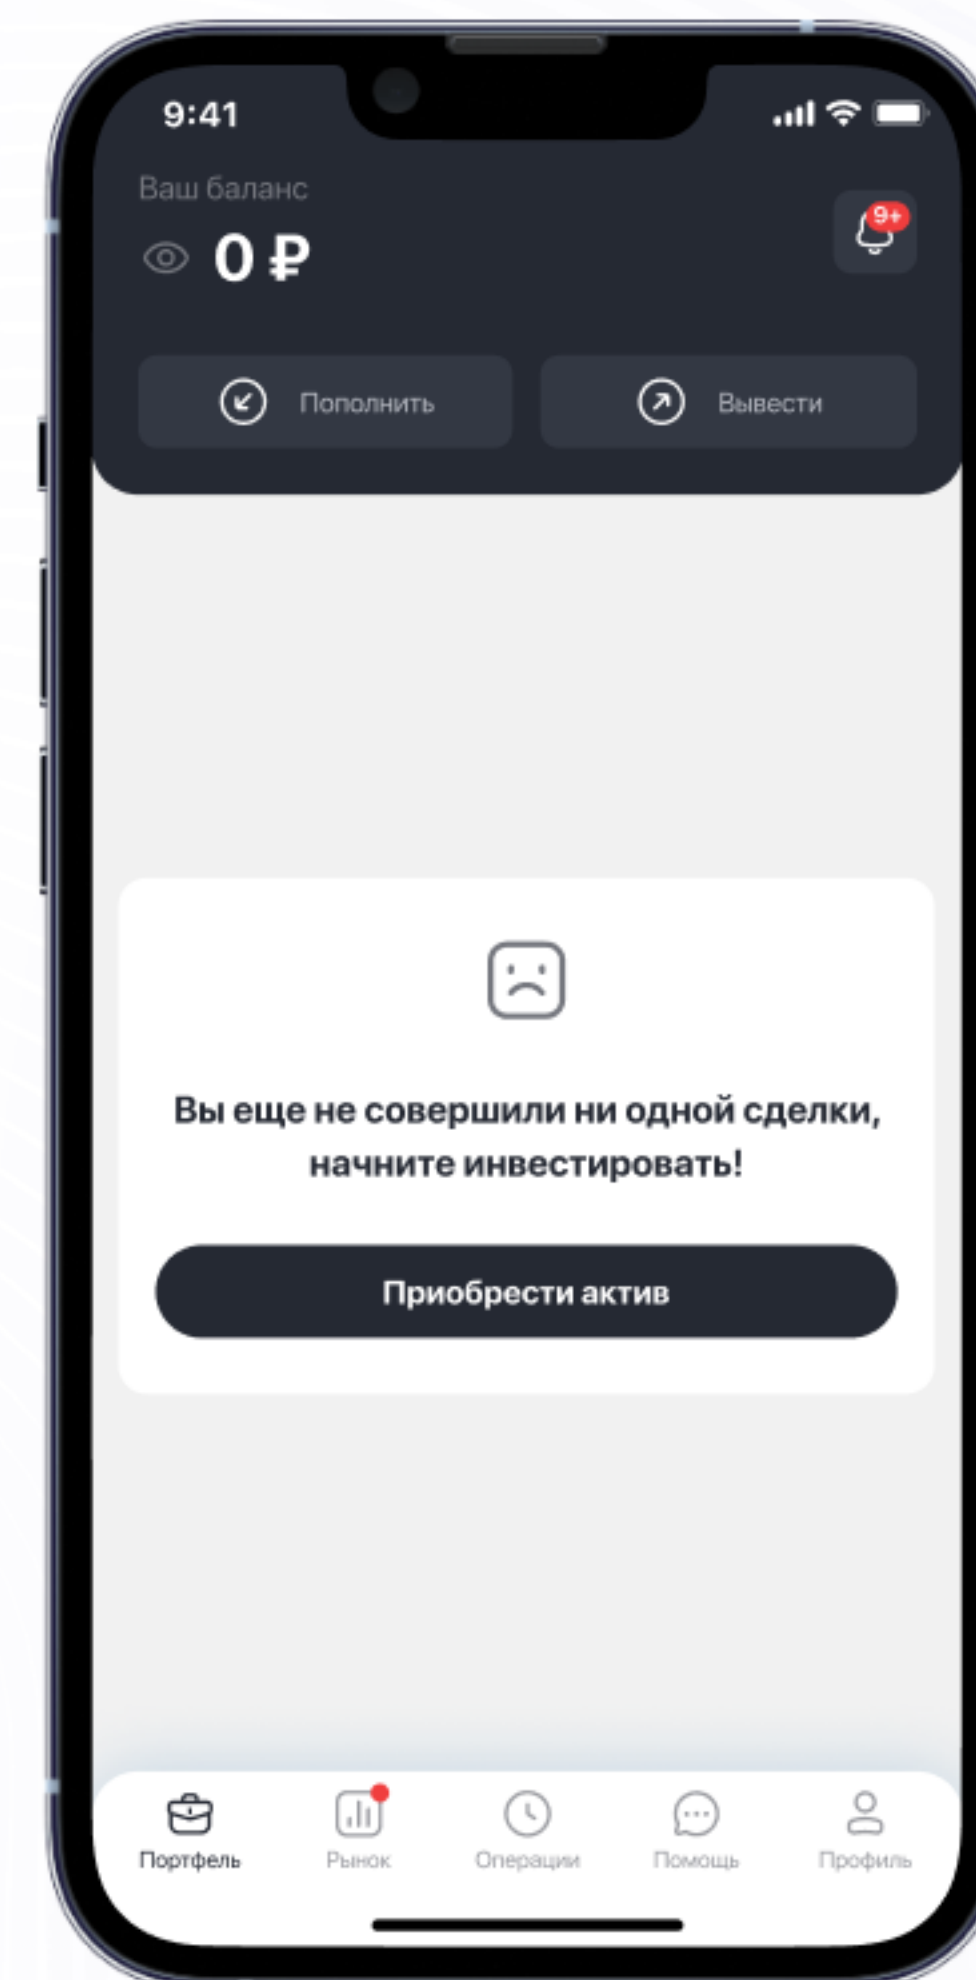 9:41
Ваш баланс
0 ₽
9+
Пополнить
Вывести
Вы еще не совершили ни одной сделки,
начните инвестировать!
Приобрести актив
Портфель
Рынок
Операции
Помощь
Профиль